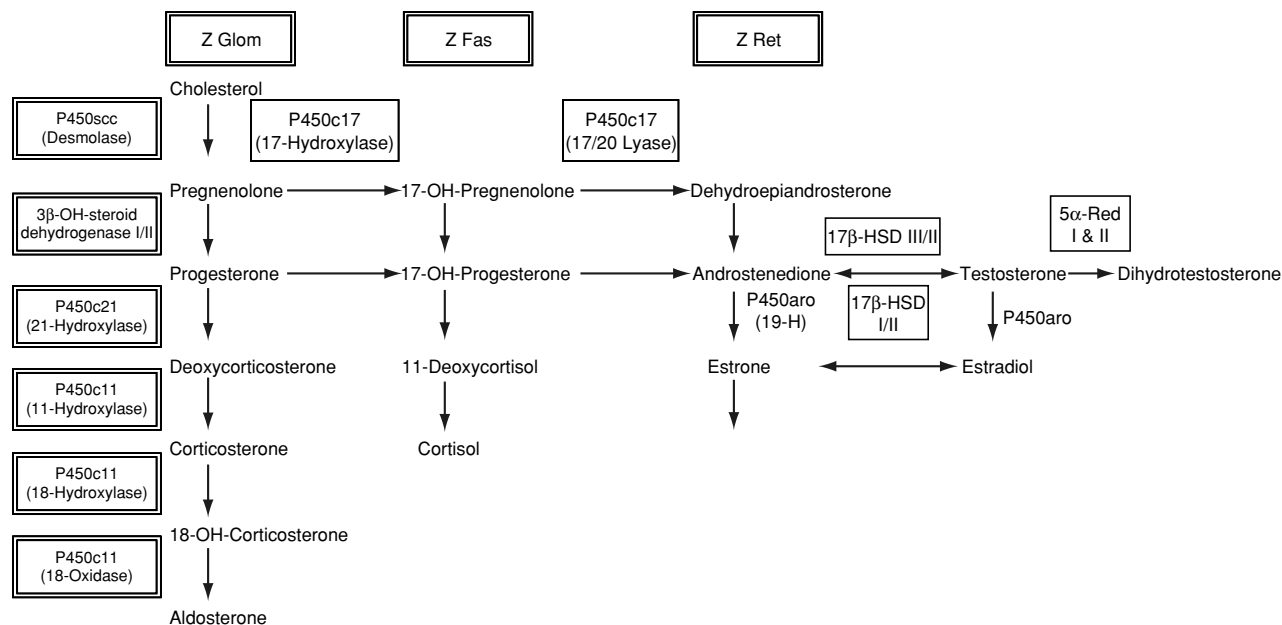 Z Glom
Z Fas
Z Ret
Cholesterol
P450scc
(Desmolase)
P450c17
(17-Hydroxylase)
P450c17
(17/20 Lyase)
Pregnenolone
17-OH-Pregnenolone
Dehydroepiandrosterone
3β-OH-steroid
dehydrogenase I/II
17β-HSD III/II
5α-Red
I & II
Progesterone
17-OH-Progesterone
Androstenedione
Testosterone
Dihydrotestosterone
P450c21
(21-Hydroxylase)
P450aro
(19-H)
17β-HSD
I/II
P450aro
Deoxycorticosterone
11-Deoxycortisol
Estrone
Estradiol
P450c11
(11-Hydroxylase)
Corticosterone
Cortisol
P450c11
(18-Hydroxylase)
18-OH-Corticosterone
P450c11
(18-Oxidase)
Aldosterone